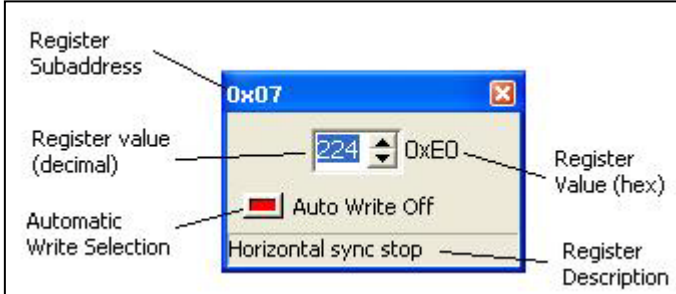 Register
Subaddress
0x07
Register value
(decimal)
224
0xE0
Register
Value (hex)
Automatic
Write Selection
Auto Write Off
Horizontal sync stop
Register
Description